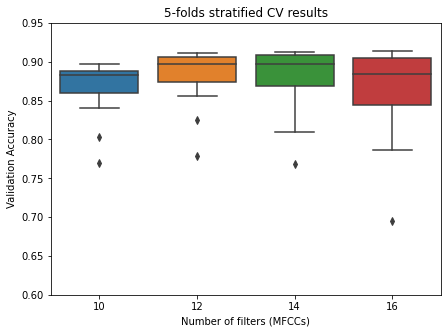 5-folds stratified CV results
0.95
0.90
0.85
0.80
0.75
0.70
0.65
0.60
Validation Accuracy
10 12 14 16
Number of filters (MFCCs)